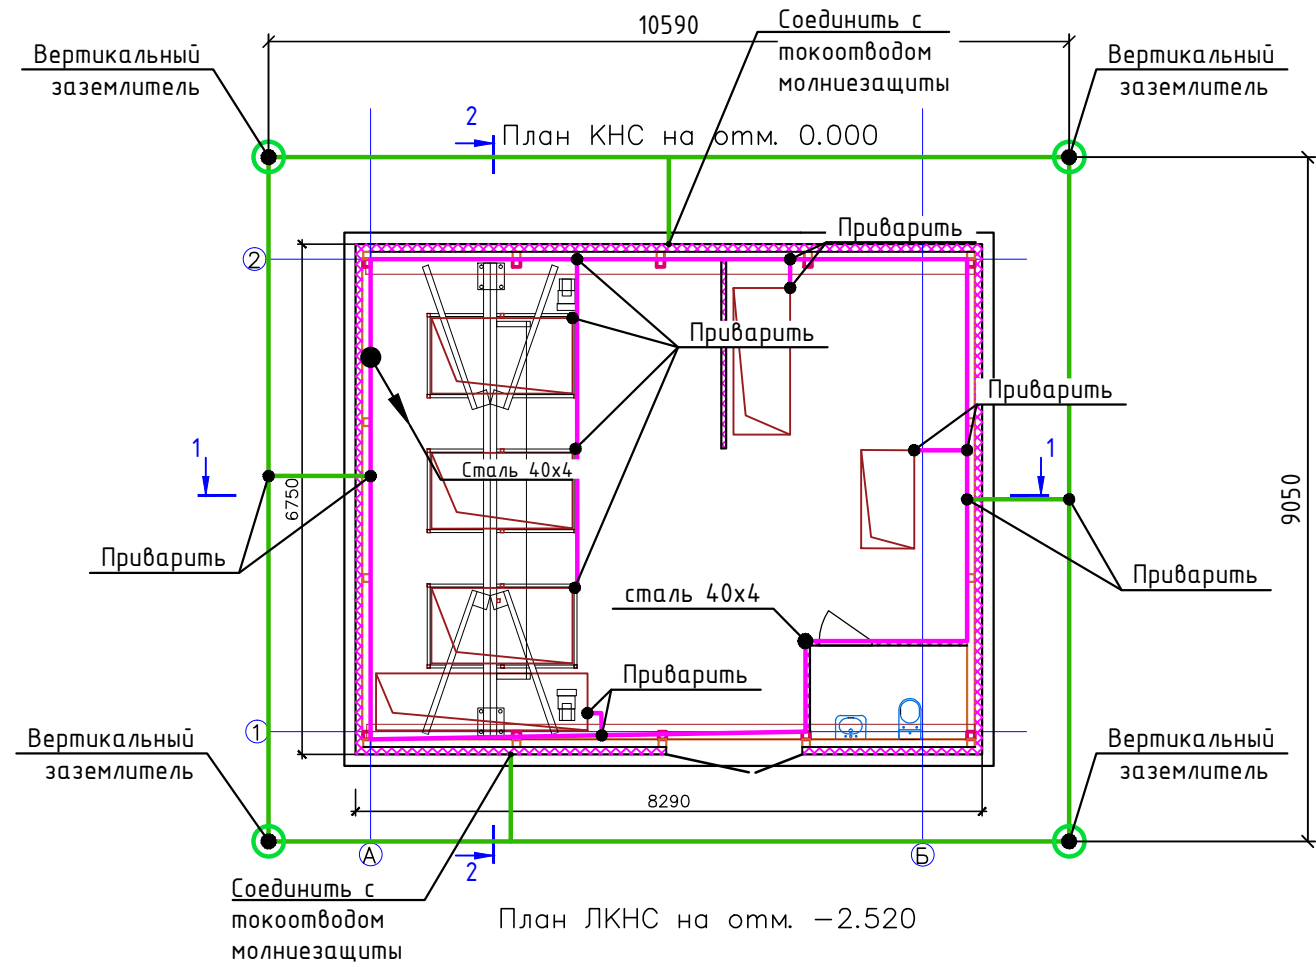 10590
Соединить с
токоотводом
молниезащиты
Вертикальный
заземлитель
Вертикальный
заземлитель
2
План КНС на отм. 0.000
Приварить
2
Приварить
Приварить
1
Сталь 40х4
1
6750
9050
Приварить
Приварить
сталь 40х4
Приварить
1
Вертикальный
заземлитель
Вертикальный
заземлитель
8290
А
Б
2
Соединить с
токоотводом
молниезащиты
План ЛКНС на отм. −2.520